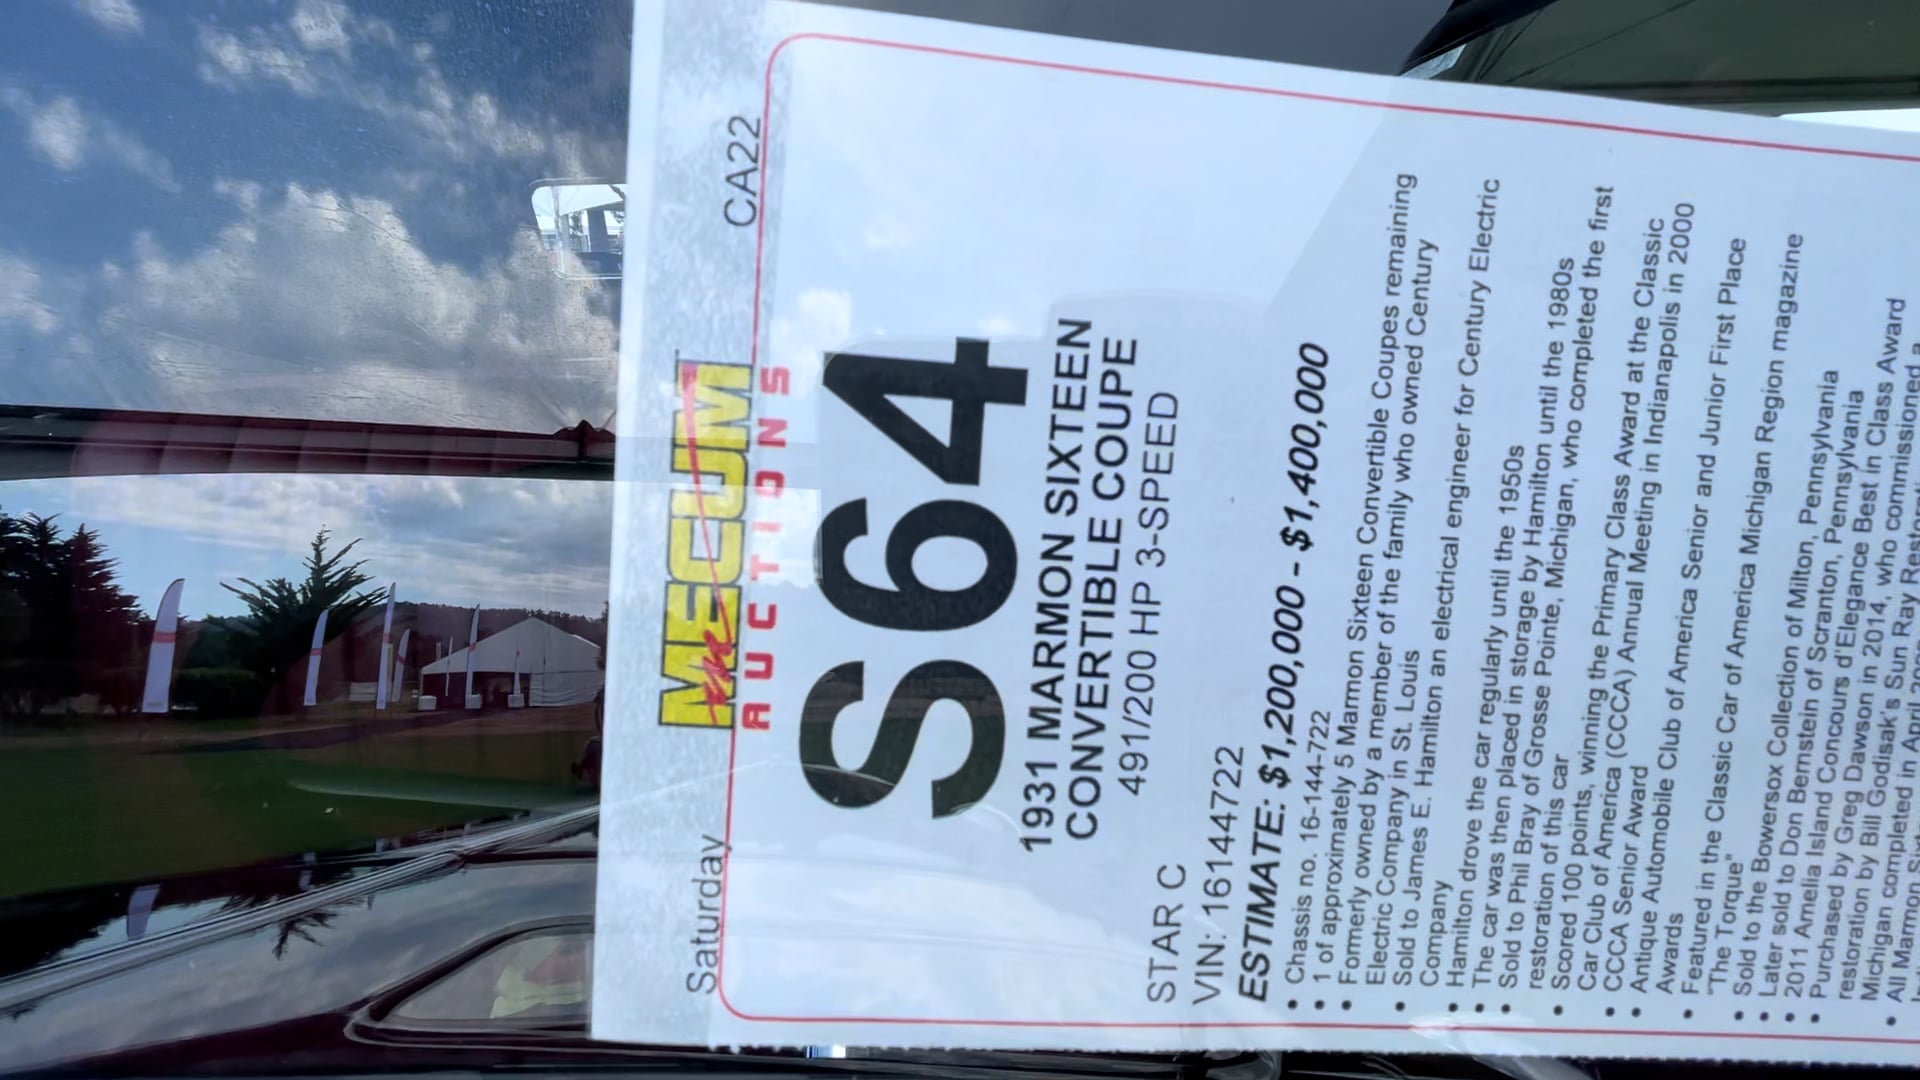 Saturday
CA22
MECUM
AUCTIONS
S64
1931 MARMON SIXTEEN
CONVERTIBLE COUPE
491/200 HP 3-SPEED
STAR C
VIN: 16144722
ESTIMATE: $1,200,000 - $1,400,000
• Chassis no. 16-144-722
• 1 of approximately 5 Marmon Sixteen Convertible Coupes remaining
• Formerly owned by a member of the family who owned Century
Electric Company in St. Louis
• Sold to James E. Hamilton an electrical engineer for Century Electric
Company
• Hamilton drove the car regularly until the 1950s
• The car was then placed in storage by Hamilton until the 1980s
• Sold to Phil Bray of Grosse Pointe, Michigan, who completed the first
restoration of this car
• Scored 100 points, winning the Primary Class Award at the Classic
Car Club of America (CCCA) Annual Meeting in Indianapolis in 2000
• CCCA Senior Award
• Antique Automobile Club of America Senior and Junior First Place
Awards
• Featured in the Classic Car of America Michigan Region magazine
"The Torque"
• Sold to the Bowersox Collection of Milton, Pennsylvania
• Later sold to Don Bernstein of Scranton, Pennsylvania
• 2011 Amelia Island Concours d'Elegance Best in Class Award
• Purchased by Greg Dawson in 2014, who commissioned a
restoration by Bill Godisak's Sun Ray Restoration
Michigan completed in April
• All Marmon